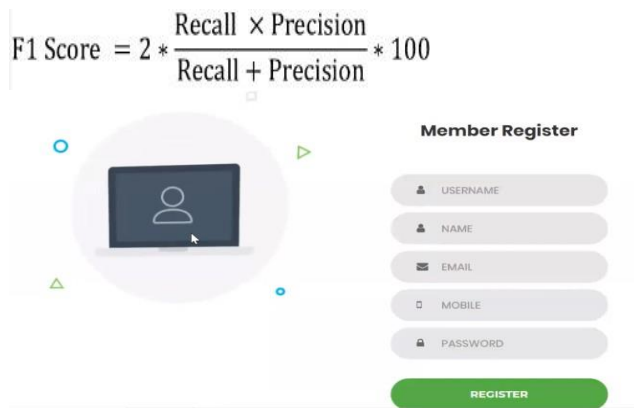 F1 Score = 2 * Recall × Precision / Recall + Precision * 100
Member Register
USERNAME
NAME
EMAIL
MOBILE
PASSWORD
REGISTER